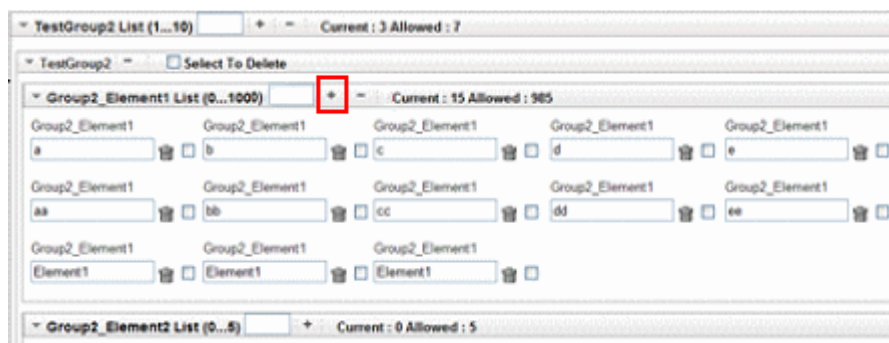 TestGroup2 List (1...10) + - Current : 3 Allowed : 7
TestGroup2 - Select To Delete
Group2_Element1 List (0...1000) + - Current : 15 Allowed : 985
Group2_Element1 Group2_Element1 Group2_Element1 Group2_Element1 Group2_Element1
a b c d e
Group2_Element1 Group2_Element1 Group2_Element1 Group2_Element1 Group2_Element1
aa bb cc dd ee
Group2_Element1 Group2_Element1 Group2_Element1
Element1 Element1 Element1
Group2_Element2 List (0...5) + Current : 0 Allowed : 5